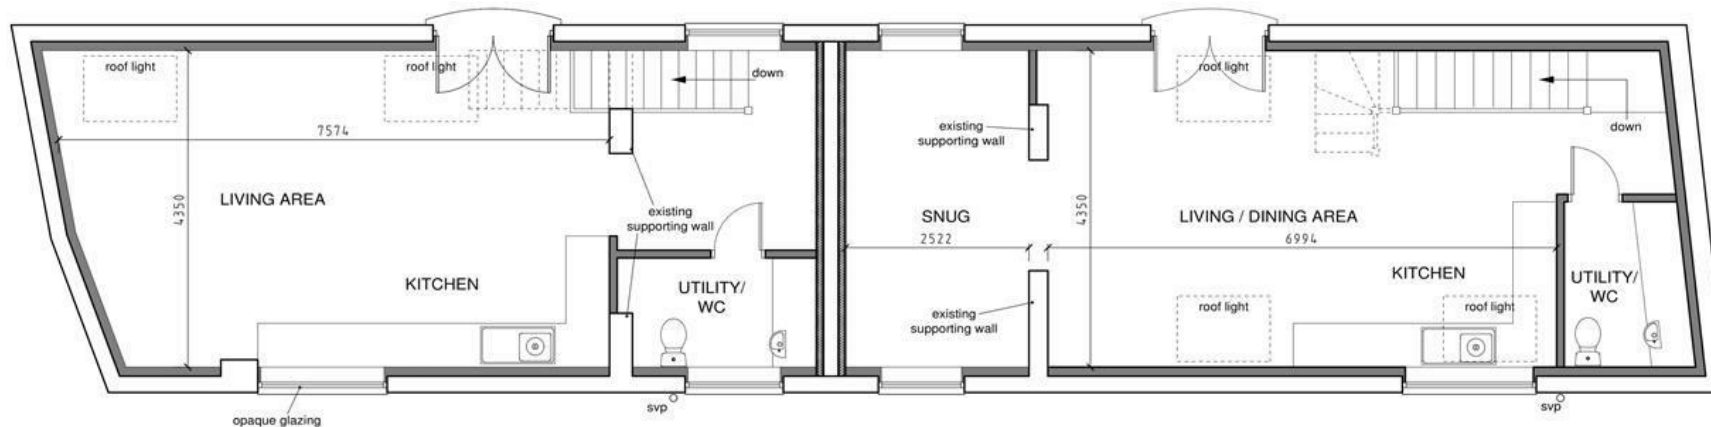 roof light
roof light
down
7574
LIVING AREA
4350
existing
supporting wall
KITCHEN
UTILITY/
WC
opaque glazing
svp
existing
supporting wall
SNUG
2522
existing
supporting wall
roof light
down
4350
LIVING / DINING AREA
6994
KITCHEN
UTILITY/
WC
roof light
roof light
svp